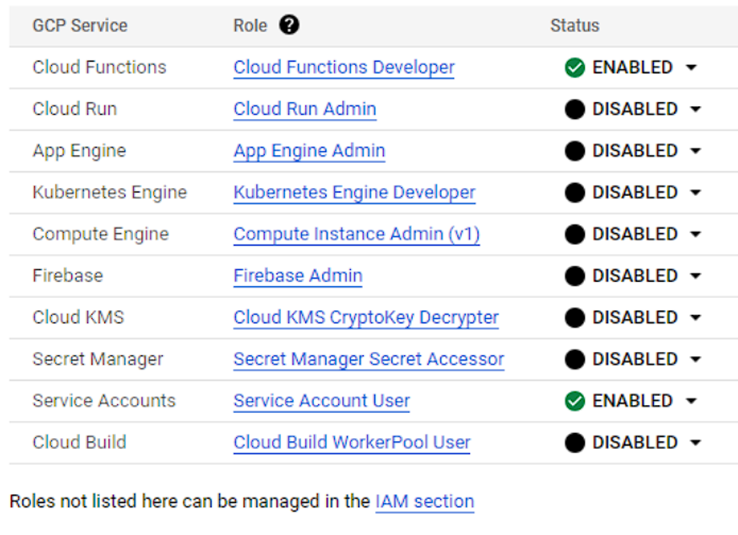 GCP Service Role ? Status
Cloud Functions Cloud Functions Developer ENABLED
Cloud Run Cloud Run Admin DISABLED
App Engine App Engine Admin DISABLED
Kubernetes Engine Kubernetes Engine Developer DISABLED
Compute Engine Compute Instance Admin (v1) DISABLED
Firebase Firebase Admin DISABLED
Cloud KMS Cloud KMS CryptoKey Decrypter DISABLED
Secret Manager Secret Manager Secret Accessor DISABLED
Service Accounts Service Account User ENABLED
Cloud Build Cloud Build WorkerPool User DISABLED
Roles not listed here can be managed in the IAM section